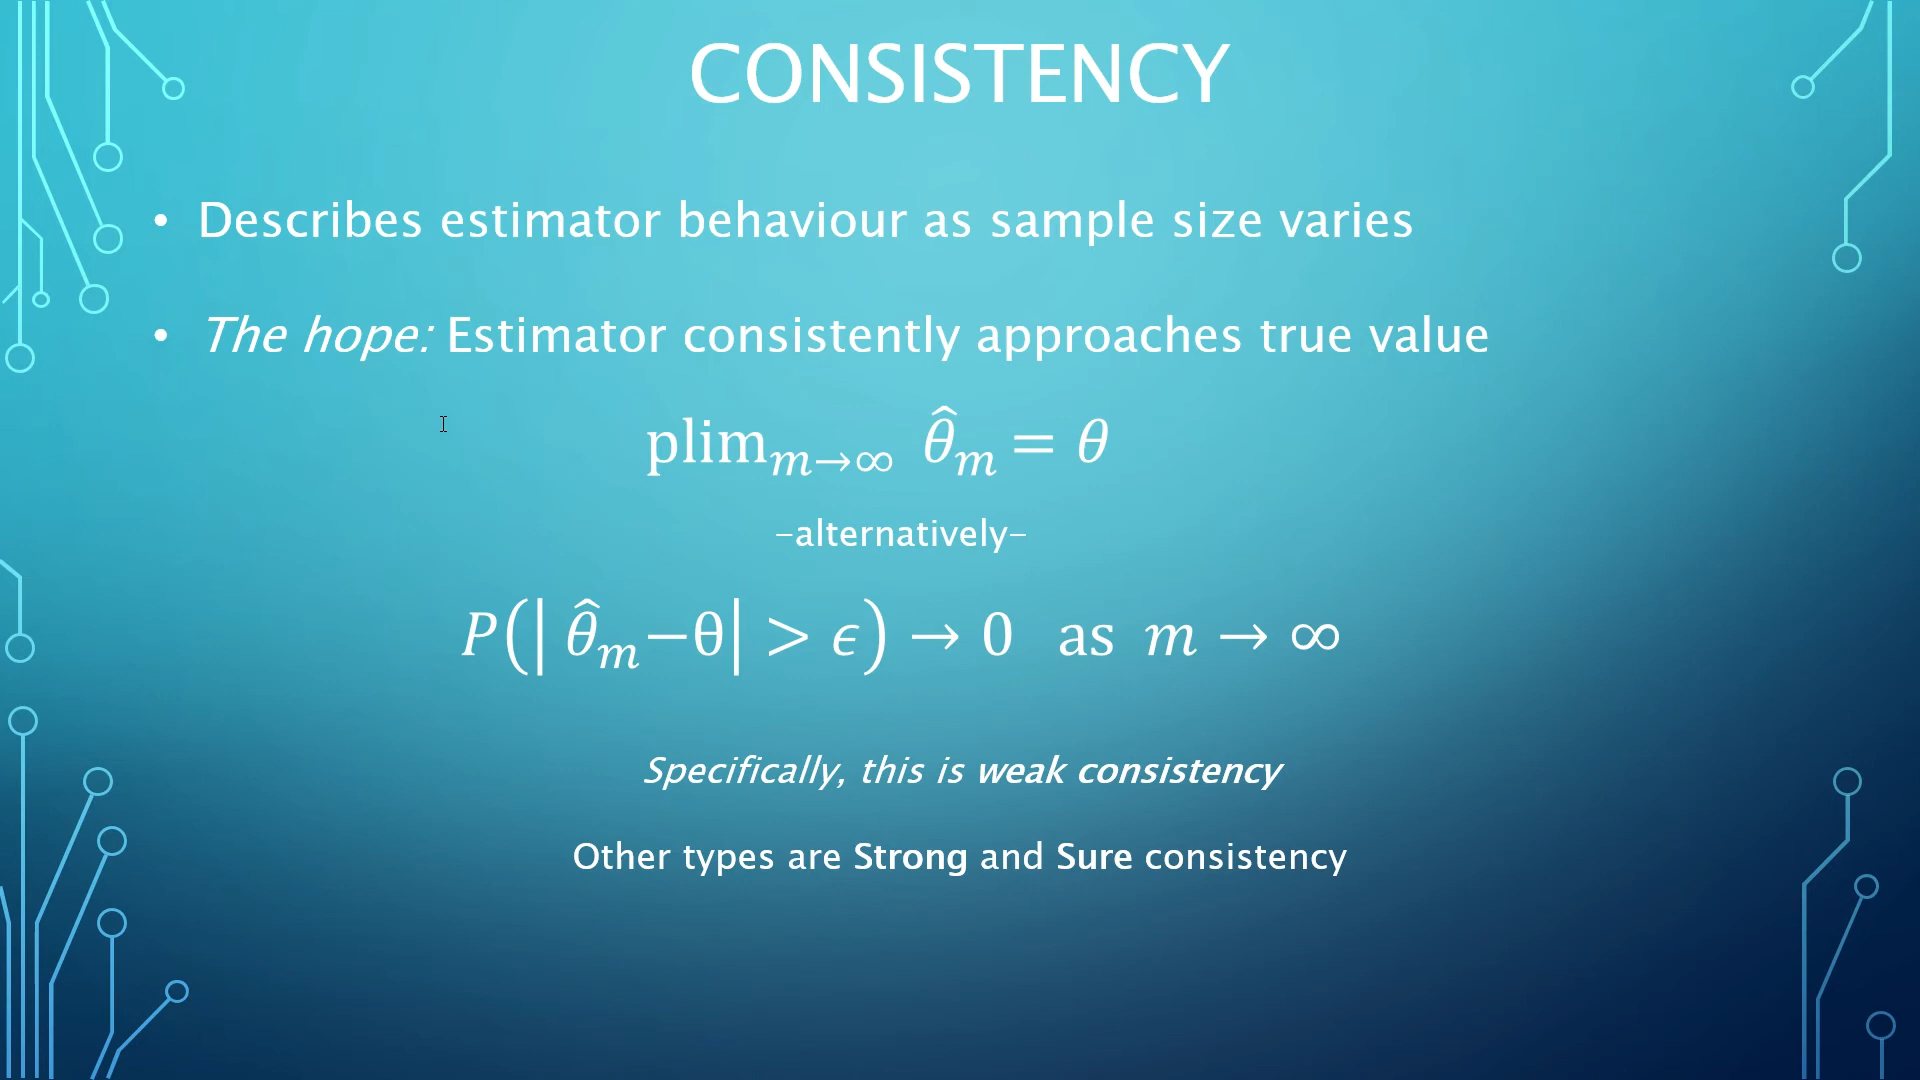 CONSISTENCY
• Describes estimator behaviour as sample size varies
• The hope: Estimator consistently approaches true value
plim_{m→∞} θ̂_m = θ
–alternatively–
P(| θ̂_m−θ| > ϵ) → 0 as m → ∞
Specifically, this is weak consistency
Other types are Strong and Sure consistency